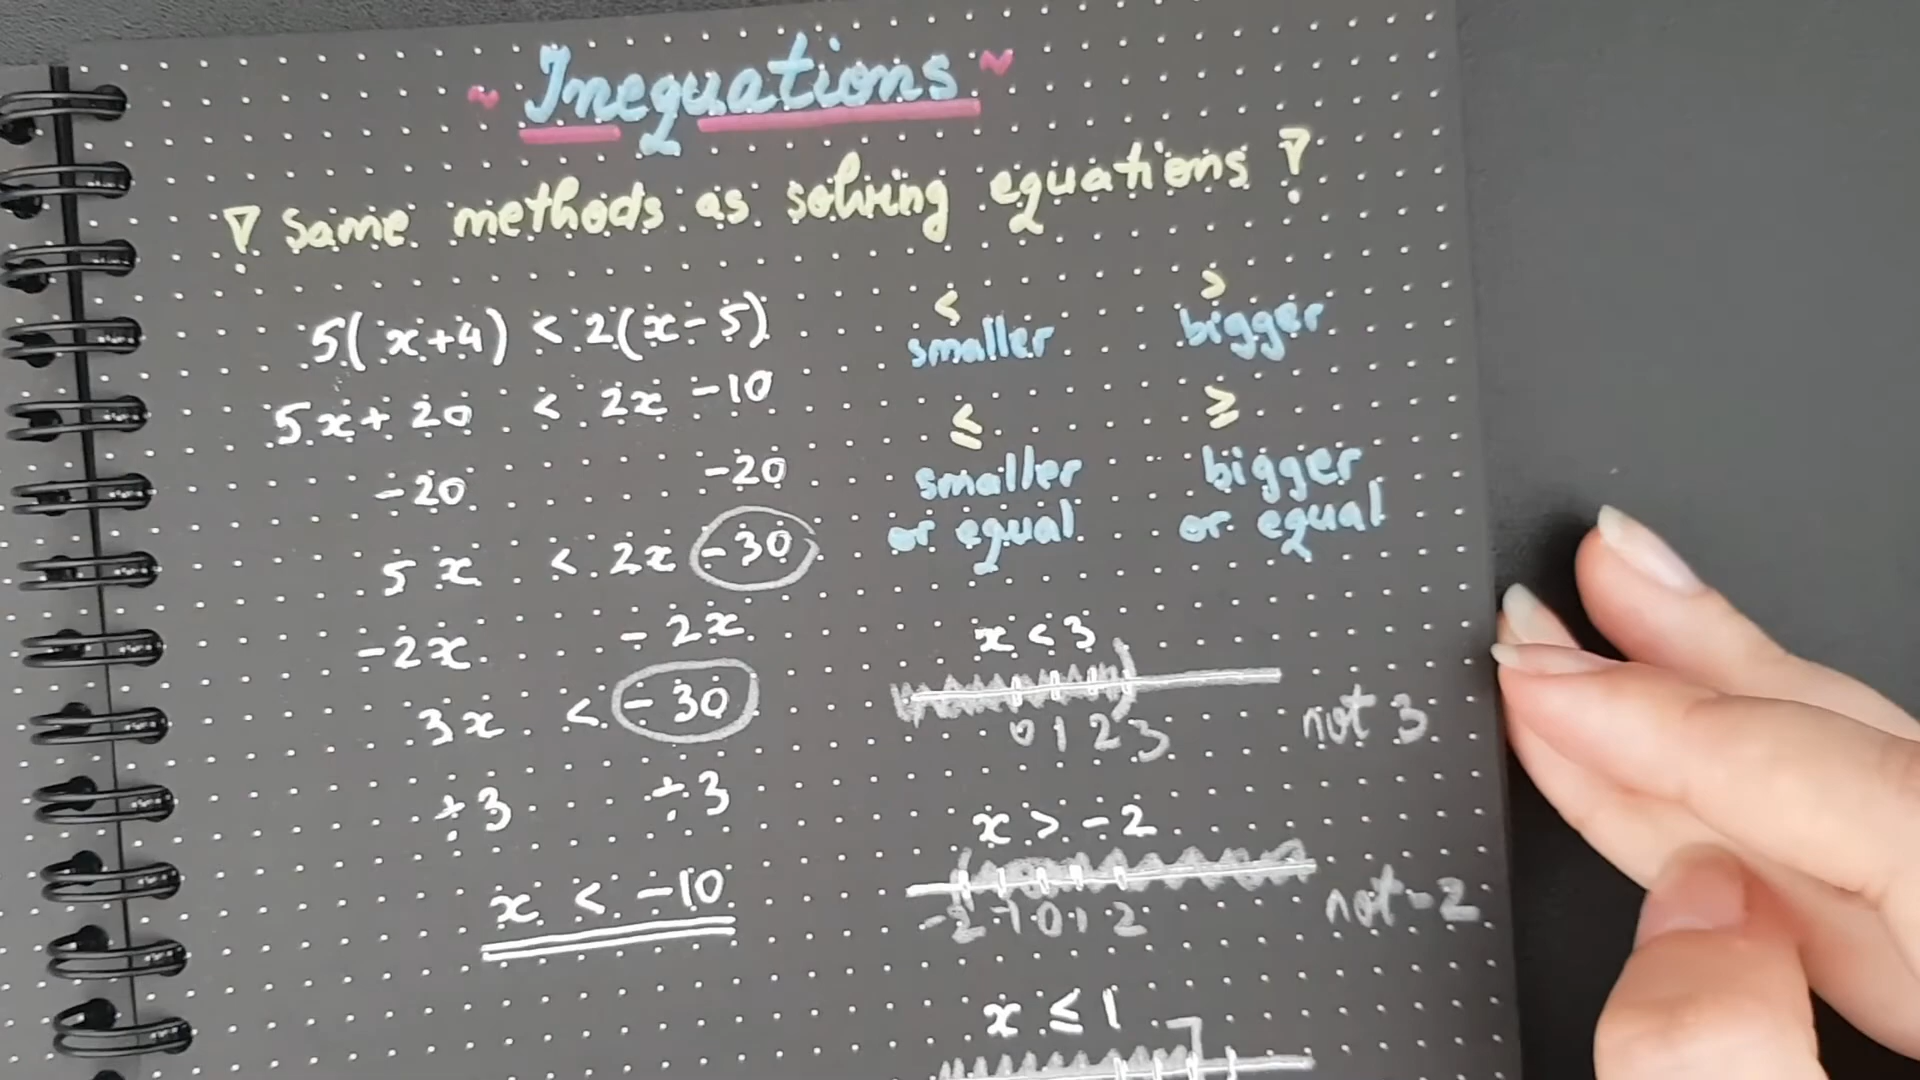 ~ Inequations ~
! Same methods as solving equations !
5(x+4) < 2(x-5)
5x+20 < 2x -10
-20 -20
5x < 2x -30
-2x -2x
3x < -30
÷3 ÷3
x < -10
< >
smaller bigger
≤ ≥
smaller bigger
or equal or equal
x < 3
0 1 2 3 not 3
x > -2
-2 -1 0 1 2 not -2
x ≤ 1